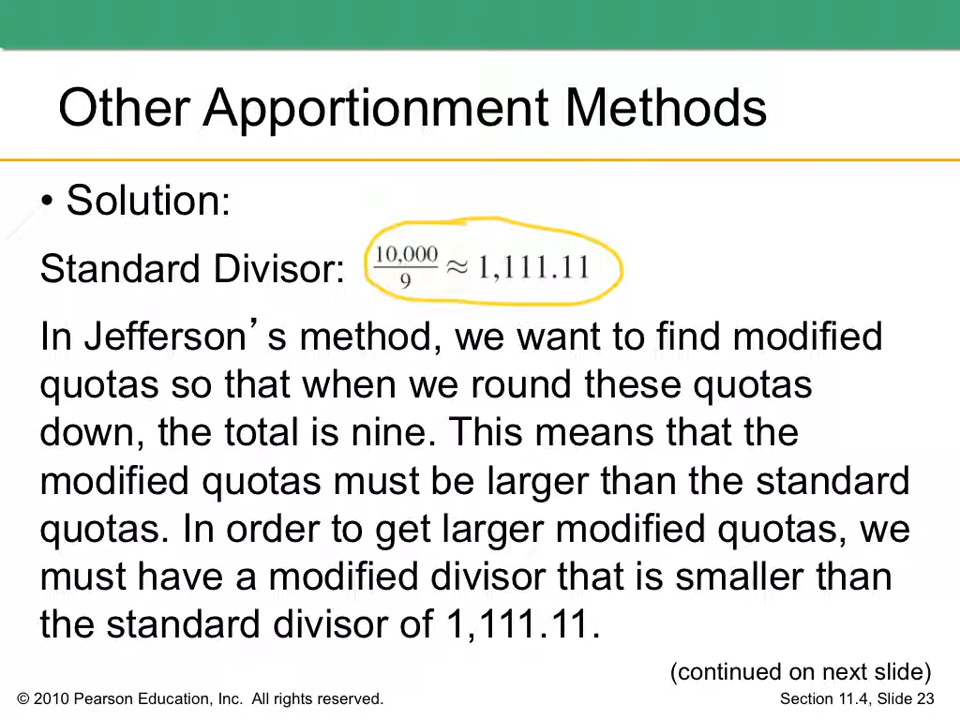 Other Apportionment Methods
• Solution:
Standard Divisor: 10,000/9 ≈ 1,111.11
In Jefferson’s method, we want to find modified
quotas so that when we round these quotas
down, the total is nine. This means that the
modified quotas must be larger than the standard
quotas. In order to get larger modified quotas, we
must have a modified divisor that is smaller than
the standard divisor of 1,111.11.
(continued on next slide)
© 2010 Pearson Education, Inc. All rights reserved.
Section 11.4, Slide 23